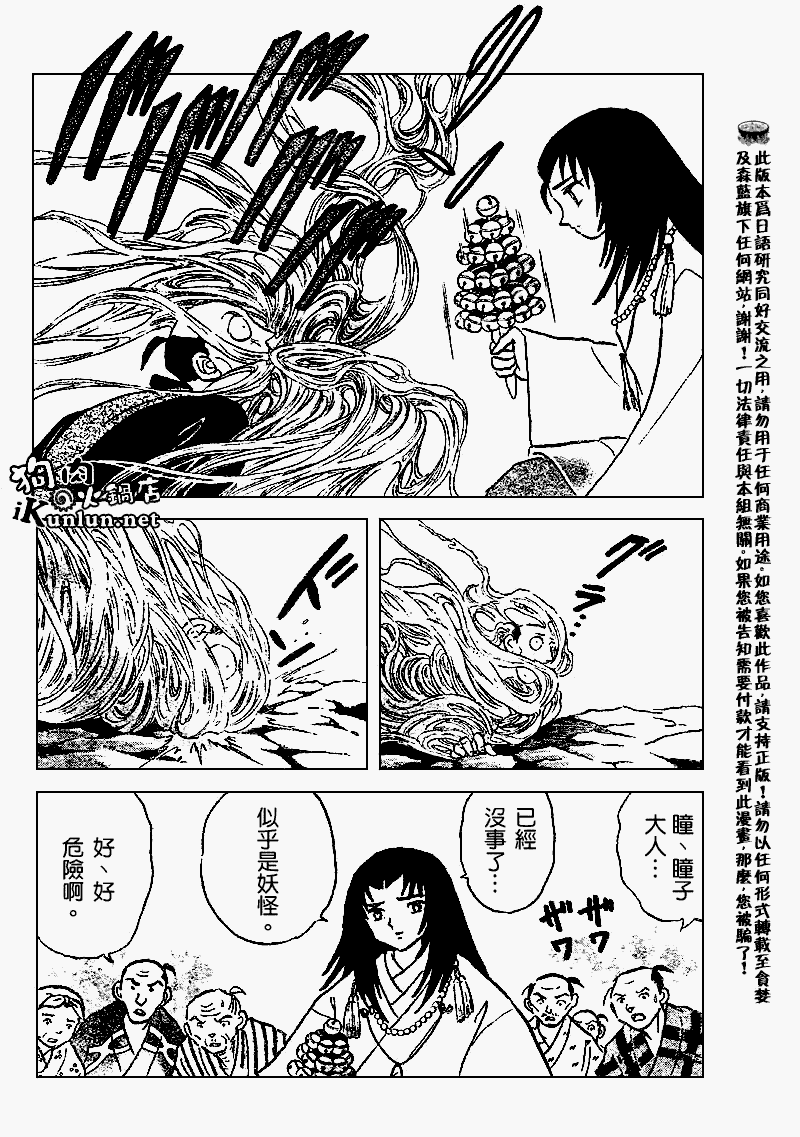 此版本爲日語研究同好交流之用，請勿用于任何商業用途。如您喜歡此作品，請支持正版！請勿以任何形式轉載至貪婪
及森藍旗下任何網站，謝謝！一切法律責任與本組無關。如果您被告知需要付款才能看到此漫畫，那麼，您被騙了！
狗肉火鍋店
iKunlun.net
グッ
瞳、瞳子
大人…
ザザ
ワワ
已經
沒事了…
似乎是妖怪。
好、好
危險啊。